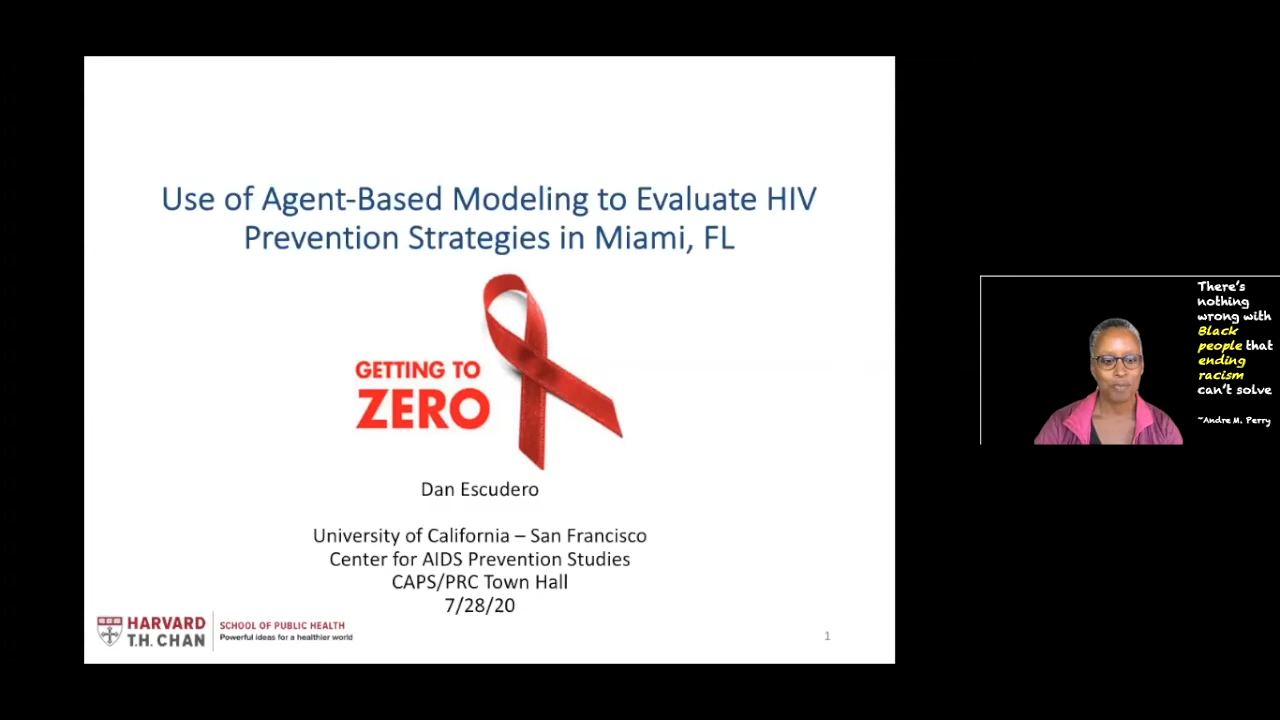 Use of Agent-Based Modeling to Evaluate HIV
Prevention Strategies in Miami, FL
GETTING TO
ZERO
Dan Escudero
University of California – San Francisco
Center for AIDS Prevention Studies
CAPS/PRC Town Hall
7/28/20
HARVARD
T.H. CHAN
SCHOOL OF PUBLIC HEALTH
Powerful ideas for a healthier world
1
There's
nothing
wrong with
Black
people that
ending
racism
can't solve
~Andre M. Perry